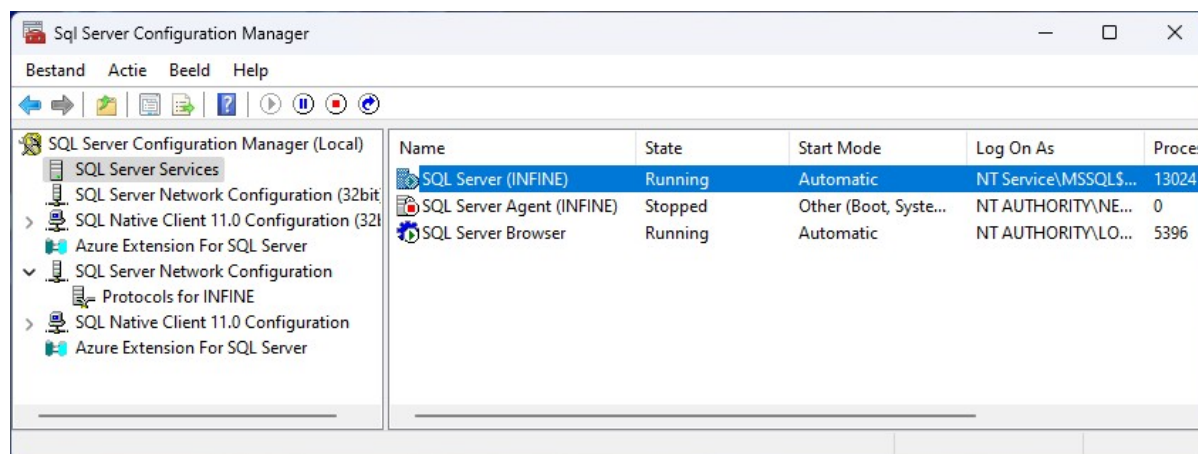 Sql Server Configuration Manager
Bestand Actie Beeld Help
SQL Server Configuration Manager (Local)
SQL Server Services
SQL Server Network Configuration (32bit
SQL Native Client 11.0 Configuration (32b
Azure Extension For SQL Server
SQL Server Network Configuration
Protocols for INFINE
SQL Native Client 11.0 Configuration
Azure Extension For SQL Server
Name State Start Mode Log On As Proce
SQL Server (INFINE) Running Automatic NT Service\MSSQL$... 13024
SQL Server Agent (INFINE) Stopped Other (Boot, Syste... NT AUTHORITY\NE... 0
SQL Server Browser Running Automatic NT AUTHORITY\LO... 5396